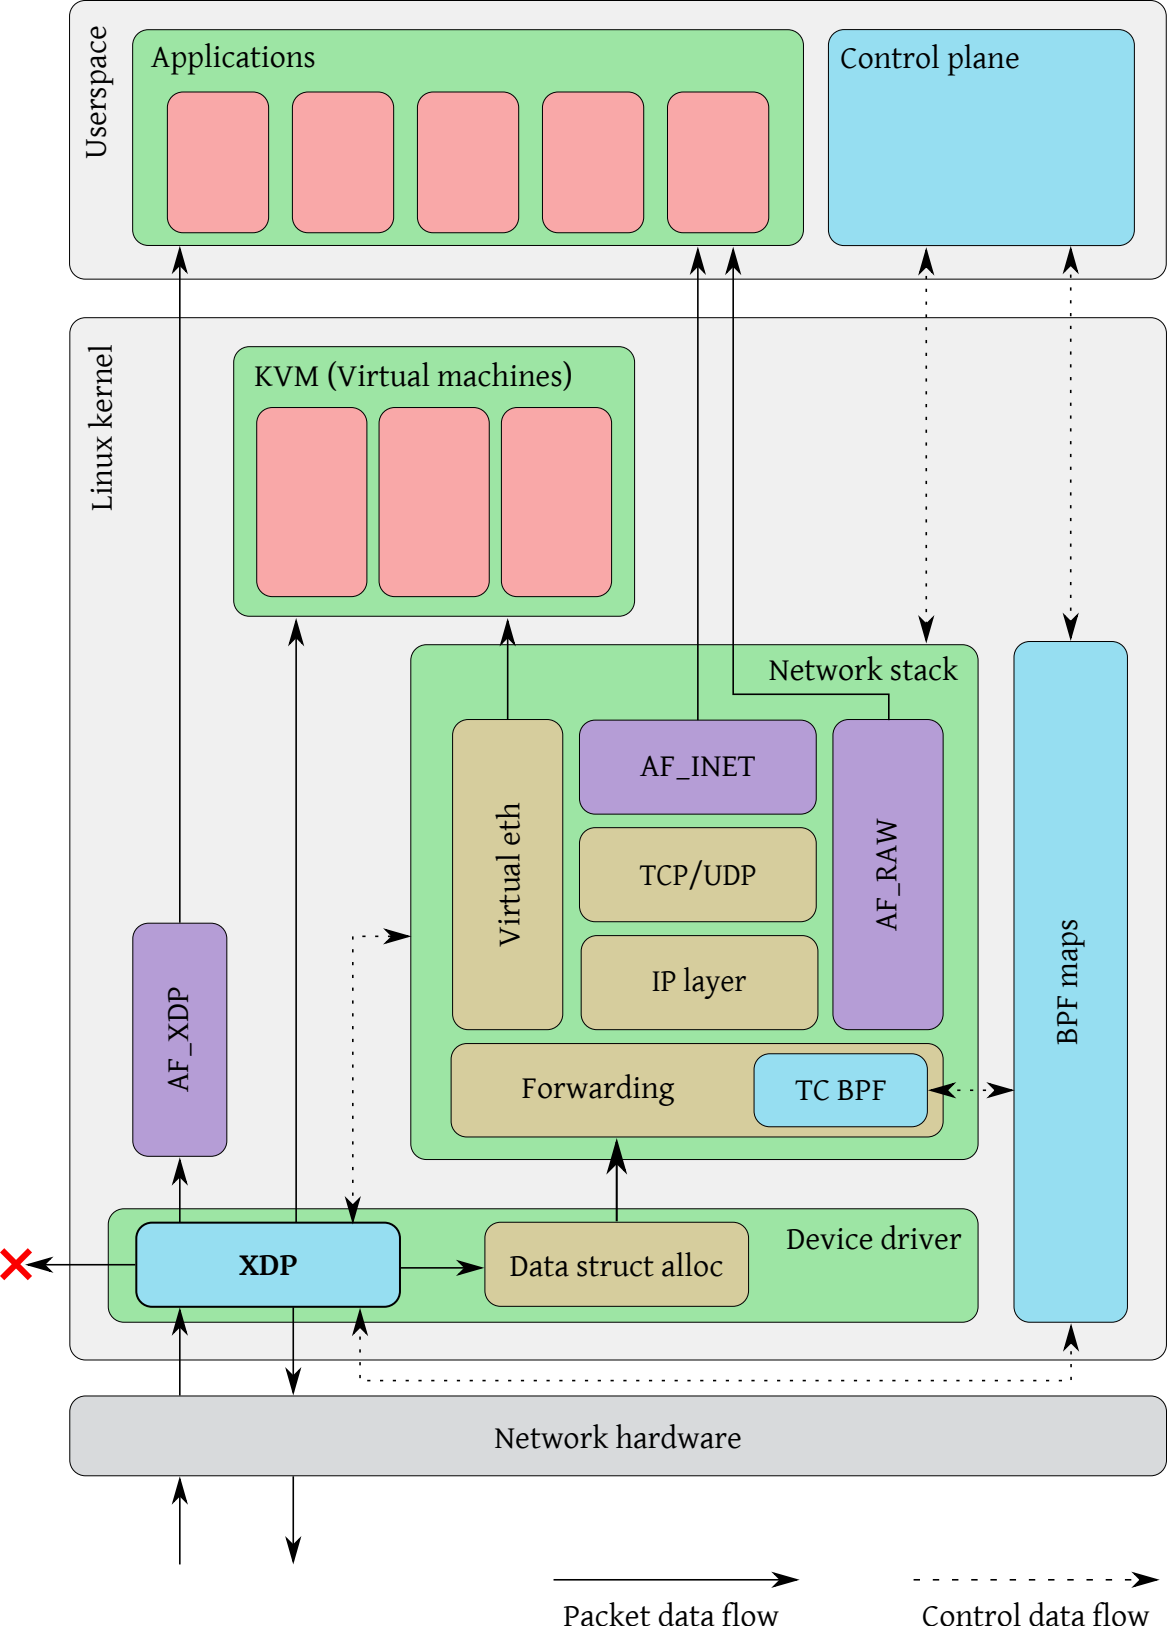 Userspace
Applications
Control plane
Linux kernel
KVM (Virtual machines)
Network stack
Virtual eth
AF_INET
AF_RAW
TCP/UDP
IP layer
BPF maps
AF_XDP
Forwarding
TC BPF
Device driver
XDP
Data struct alloc
Network hardware
Packet data flow
Control data flow